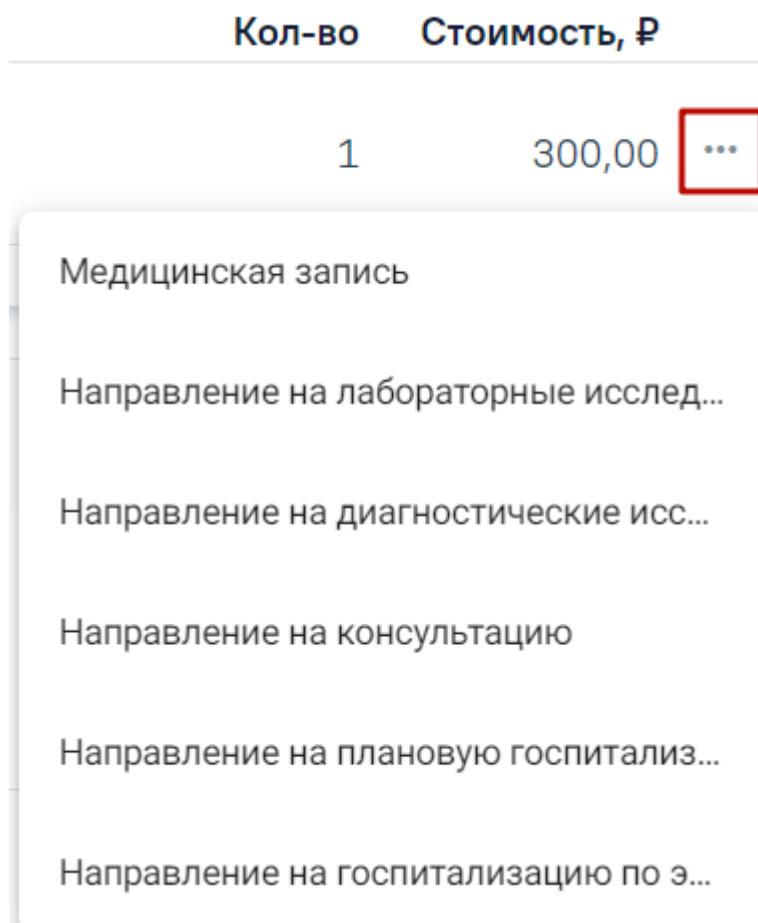 Кол-во Стоимость, ₽
1 300,00 •••
Медицинская запись
Направление на лабораторные исслед...
Направление на диагностические исс...
Направление на консультацию
Направление на плановую госпитализ...
Направление на госпитализацию по э...